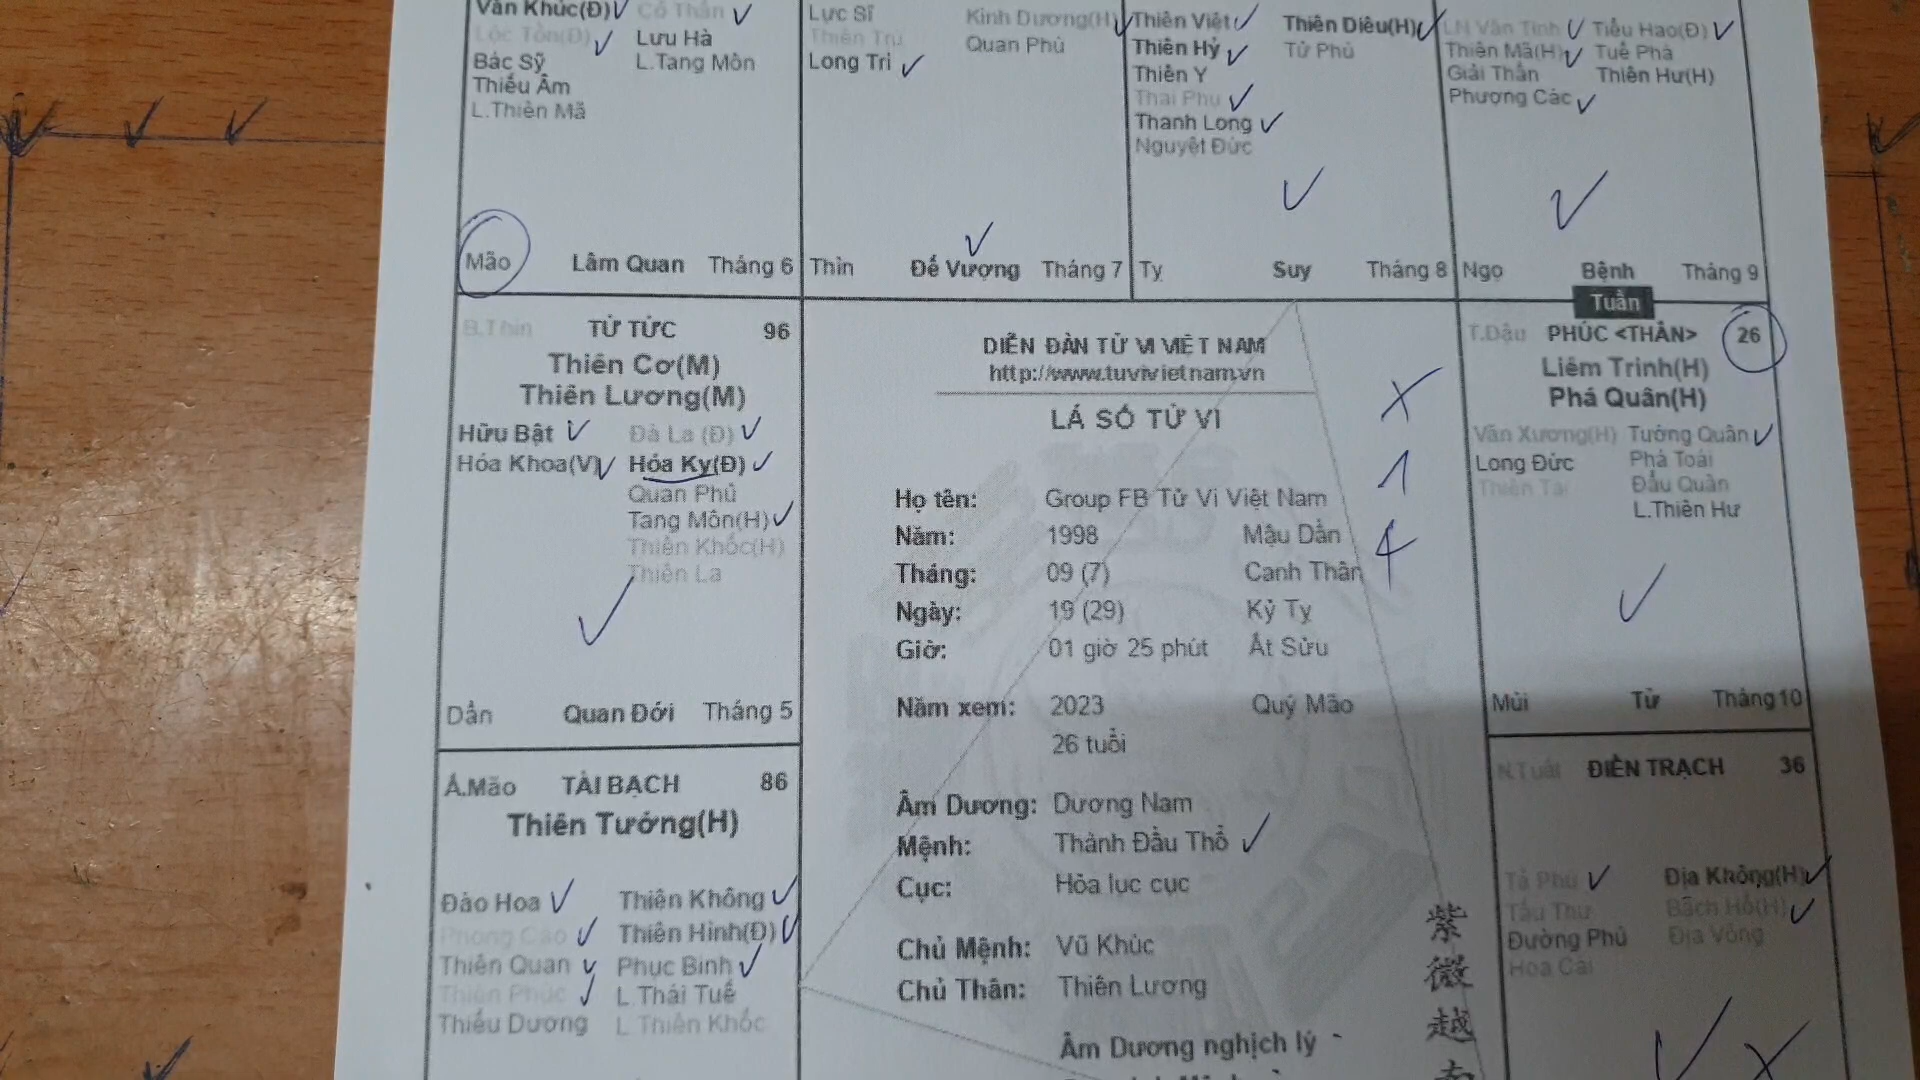 Văn Khúc(Đ) Cô Thần
Lộc Tồn(Đ) Lưu Hà
Bác Sỹ L.Tang Môn
Thiếu Âm
L.Thiên Mã
Mão Lâm Quan Tháng 6
Lực Sĩ Kình Dương(H)
Thiên Trù Quan Phù
Long Trì
Thìn Đế Vượng Tháng 7
Thiên Việt Thiên Diêu(H)
Thiên Hỷ Tử Phù
Thiên Y
Thai Phụ
Thanh Long
Nguyệt Đức
Tỵ Suy Tháng 8
LN Văn Tinh Tiểu Hao(Đ)
Thiên Mã(H) Tuế Phá
Giải Thần Thiên Hư(H)
Phượng Các
Ngọ Bệnh Tháng 9
Tuần
B.Thìn TỬ TỨC 96
Thiên Cơ(M)
Thiên Lương(M)
Hữu Bật Đà La (Đ)
Hóa Khoa(V) Hóa Kỵ(Đ)
Quan Phủ
Tang Môn(H)
Thiên Khốc(H)
Thiên La
Dần Quan Đới Tháng 5
Á.Mão TÀI BẠCH 86
Thiên Tướng(H)
Đào Hoa Thiên Không
Phong Cáo Thiên Hình(Đ)
Thiên Quan Phục Binh
Thiên Phúc L.Thái Tuế
Thiếu Dương L.Thiên Khốc
DIỄN ĐÀN TỬ VI VIỆT NAM
http://www.tuvivietnam.vn
LÁ SỐ TỬ VI
Họ tên: Group FB Tử Vi Việt Nam
Năm: 1998 Mậu Dần
Tháng: 09 (7) Canh Thân
Ngày: 19 (29) Kỷ Tỵ
Giờ: 01 giờ 25 phút Ất Sửu
Năm xem: 2023 Quý Mão
26 tuổi
Âm Dương: Dương Nam
Mệnh: Thành Đầu Thổ
Cục: Hỏa lục cục
Chủ Mệnh: Vũ Khúc
Chủ Thân: Thiên Lương
Âm Dương nghịch lý
紫
微
越
南
T.Dậu PHÚC <THÂN> 26
Liêm Trinh(H)
Phá Quân(H)
Văn Xương(H) Tướng Quân
Long Đức Phá Toái
Thiên Tài Đẩu Quân
L.Thiên Hư
Mùi Tử Tháng 10
N.Tuất ĐIỀN TRẠCH 36
Tả Phù Địa Không(H)
Tấu Thư Bạch Hổ(H)
Đường Phù Địa Võng
Hoa Cái